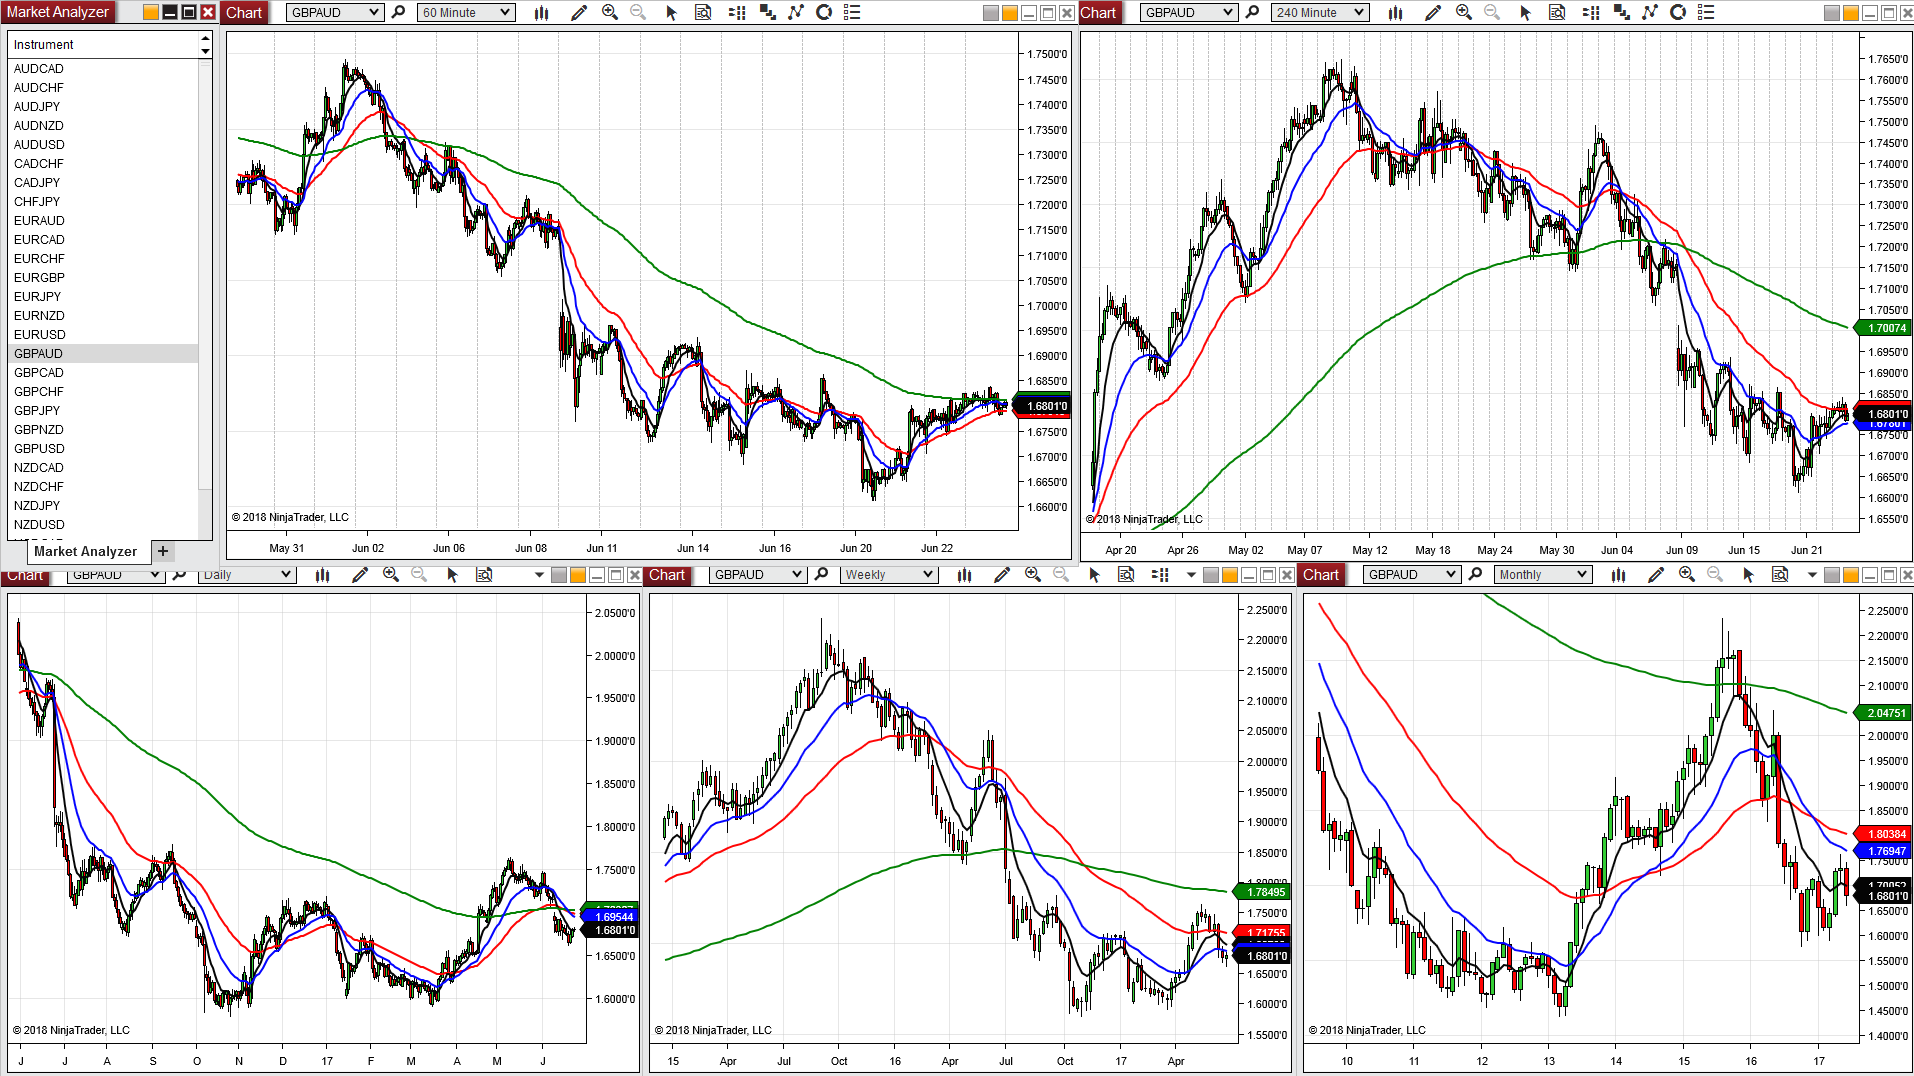 Market Analyzer
Instrument
AUDCAD
AUDCHF
AUDJPY
AUDNZD
AUDUSD
CADCHF
CADJPY
CHFJPY
EURAUD
EURCAD
EURCHF
EURGBP
EURJPY
EURNZD
EURUSD
GBPAUD
GBPCAD
GBPCHF
GBPJPY
GBPNZD
GBPUSD
NZDCAD
NZDCHF
NZDJPY
NZDUSD
Market Analyzer +
Chart GBPAUD 60 Minute
1.7500'0
1.7450'0
1.7400'0
1.7350'0
1.7300'0
1.7250'0
1.7200'0
1.7150'0
1.7100'0
1.7050'0
1.7000'0
1.6950'0
1.6900'0
1.6850'0
1.6801'0
1.6750'0
1.6700'0
1.6650'0
1.6600'0
© 2018 NinjaTrader, LLC
May 31 Jun 02 Jun 06 Jun 08 Jun 11 Jun 14 Jun 16 Jun 20 Jun 22
Chart GBPAUD 240 Minute
1.7650'0
1.7600'0
1.7550'0
1.7500'0
1.7450'0
1.7400'0
1.7350'0
1.7300'0
1.7250'0
1.7200'0
1.7150'0
1.7100'0
1.7050'0
1.70074
1.6950'0
1.6900'0
1.6850'0
1.6801'0
1.6750'0
1.6700'0
1.6650'0
1.6600'0
1.6550'0
© 2018 NinjaTrader, LLC
Apr 20 Apr 26 May 02 May 07 May 12 May 18 May 24 May 30 Jun 04 Jun 09 Jun 15 Jun 21
Chart GBPAUD Daily
2.0500'0
2.0000'0
1.9500'0
1.9000'0
1.8500'0
1.8000'0
1.7500'0
1.69544
1.6801'0
1.6500'0
1.6000'0
© 2018 NinjaTrader, LLC
J J A S O N D 17 F M A M J
Chart GBPAUD Weekly
2.2500'0
2.2000'0
2.1500'0
2.1000'0
2.0500'0
2.0000'0
1.9500'0
1.9000'0
1.8500'0
1.78495
1.7500'0
1.71755
1.6801'0
1.6500'0
1.6000'0
1.5500'0
© 2018 NinjaTrader, LLC
15 Apr Jul Oct 16 Apr Jul Oct 17 Apr
Chart GBPAUD Monthly
2.2500'0
2.2000'0
2.1500'0
2.1000'0
2.04751
2.0000'0
1.9500'0
1.9000'0
1.8500'0
1.80384
1.76947
1.7500'0
1.6801'0
1.6500'0
1.6000'0
1.5500'0
1.5000'0
1.4500'0
1.4000'0
© 2018 NinjaTrader, LLC
10 11 12 13 14 15 16 17